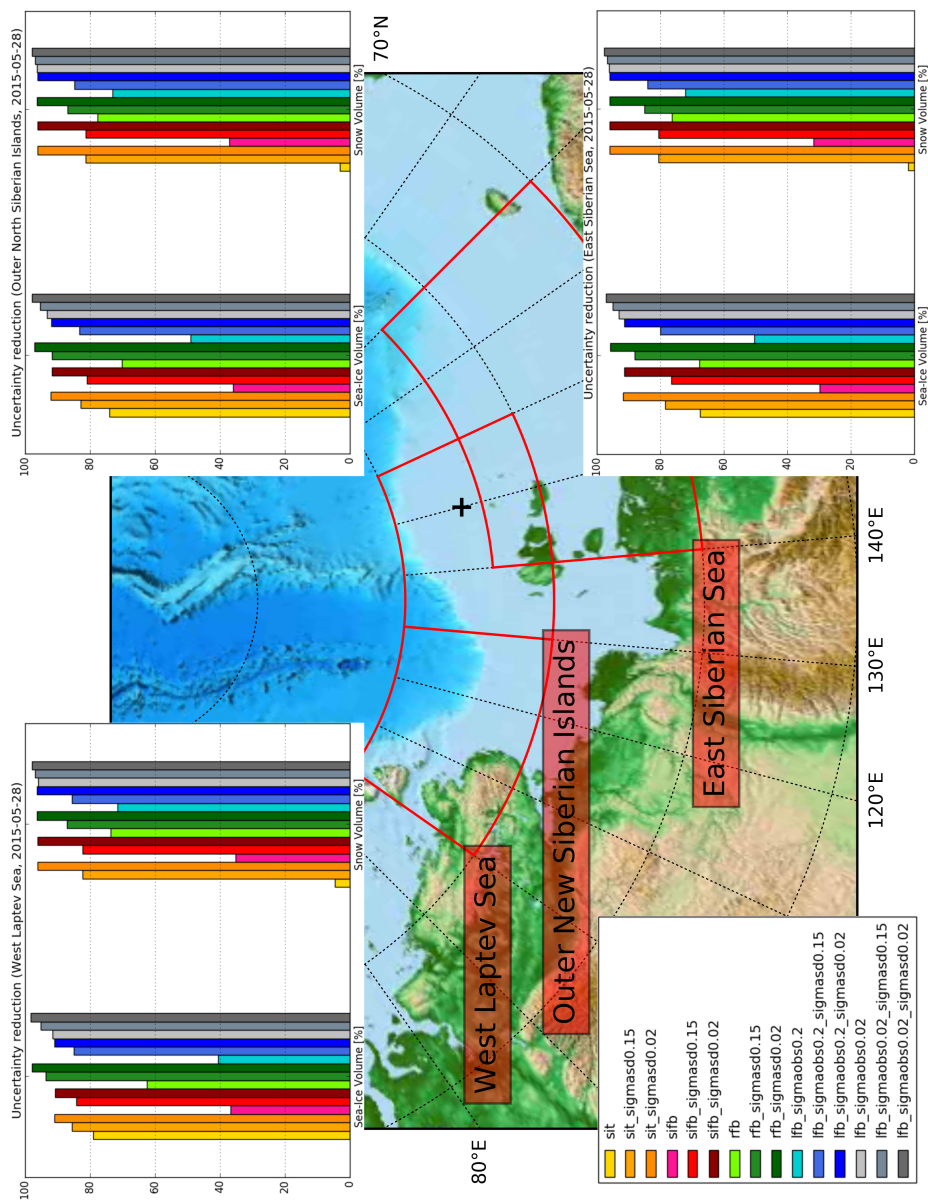 Uncertainty reduction (West Laptev Sea, 2015-05-28)
100
80
60
40
20
0
Sea-Ice Volume [%]
Snow Volume [%]
Uncertainty reduction (Outer North Siberian Islands, 2015-05-28)
100
80
60
40
20
0
Sea-Ice Volume [%]
Snow Volume [%]
70°N
80°E
West Laptev Sea
Outer New Siberian Islands
East Siberian Sea
120°E
130°E
140°E
sit
sit_sigmasd0.15
sit_sigmasd0.02
sifb
sifb_sigmasd0.15
sifb_sigmasd0.02
rfb
rfb_sigmasd0.15
rfb_sigmasd0.02
lfb_sigmaobs0.2
lfb_sigmaobs0.2_sigmasd0.15
lfb_sigmaobs0.2_sigmasd0.02
lfb_sigmaobs0.02
lfb_sigmaobs0.02_sigmasd0.15
lfb_sigmaobs0.02_sigmasd0.02
Uncertainty reduction (East Siberian Sea, 2015-05-28)
100
80
60
40
20
0
Sea-Ice Volume [%]
Snow Volume [%]